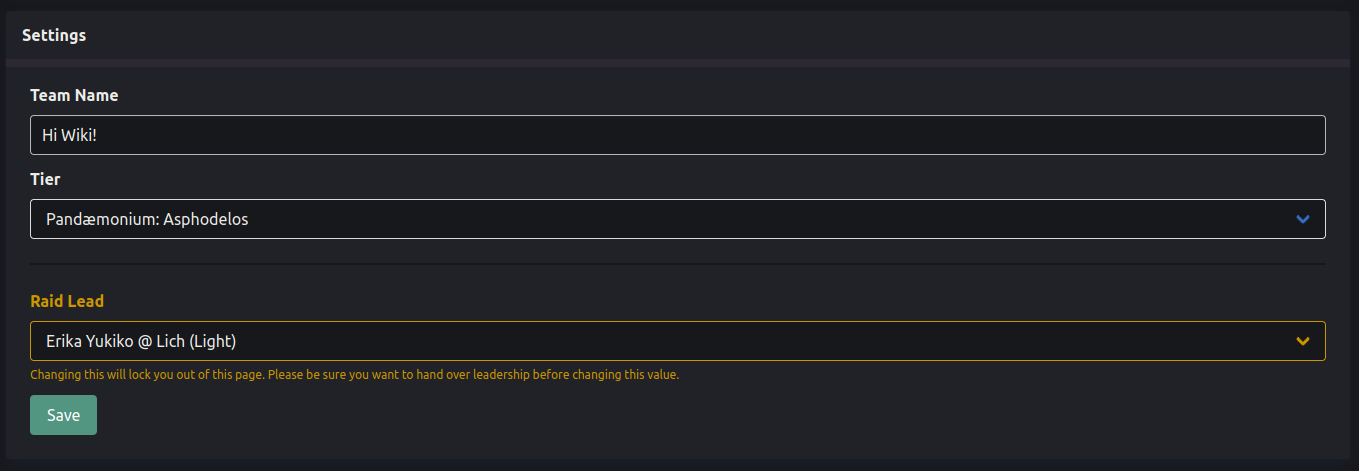 Settings
Team Name
Hi Wiki!
Tier
Pandæmonium: Asphodelos
Raid Lead
Erika Yukiko @ Lich (Light)
Changing this will lock you out of this page. Please be sure you want to hand over leadership before changing this value.
Save